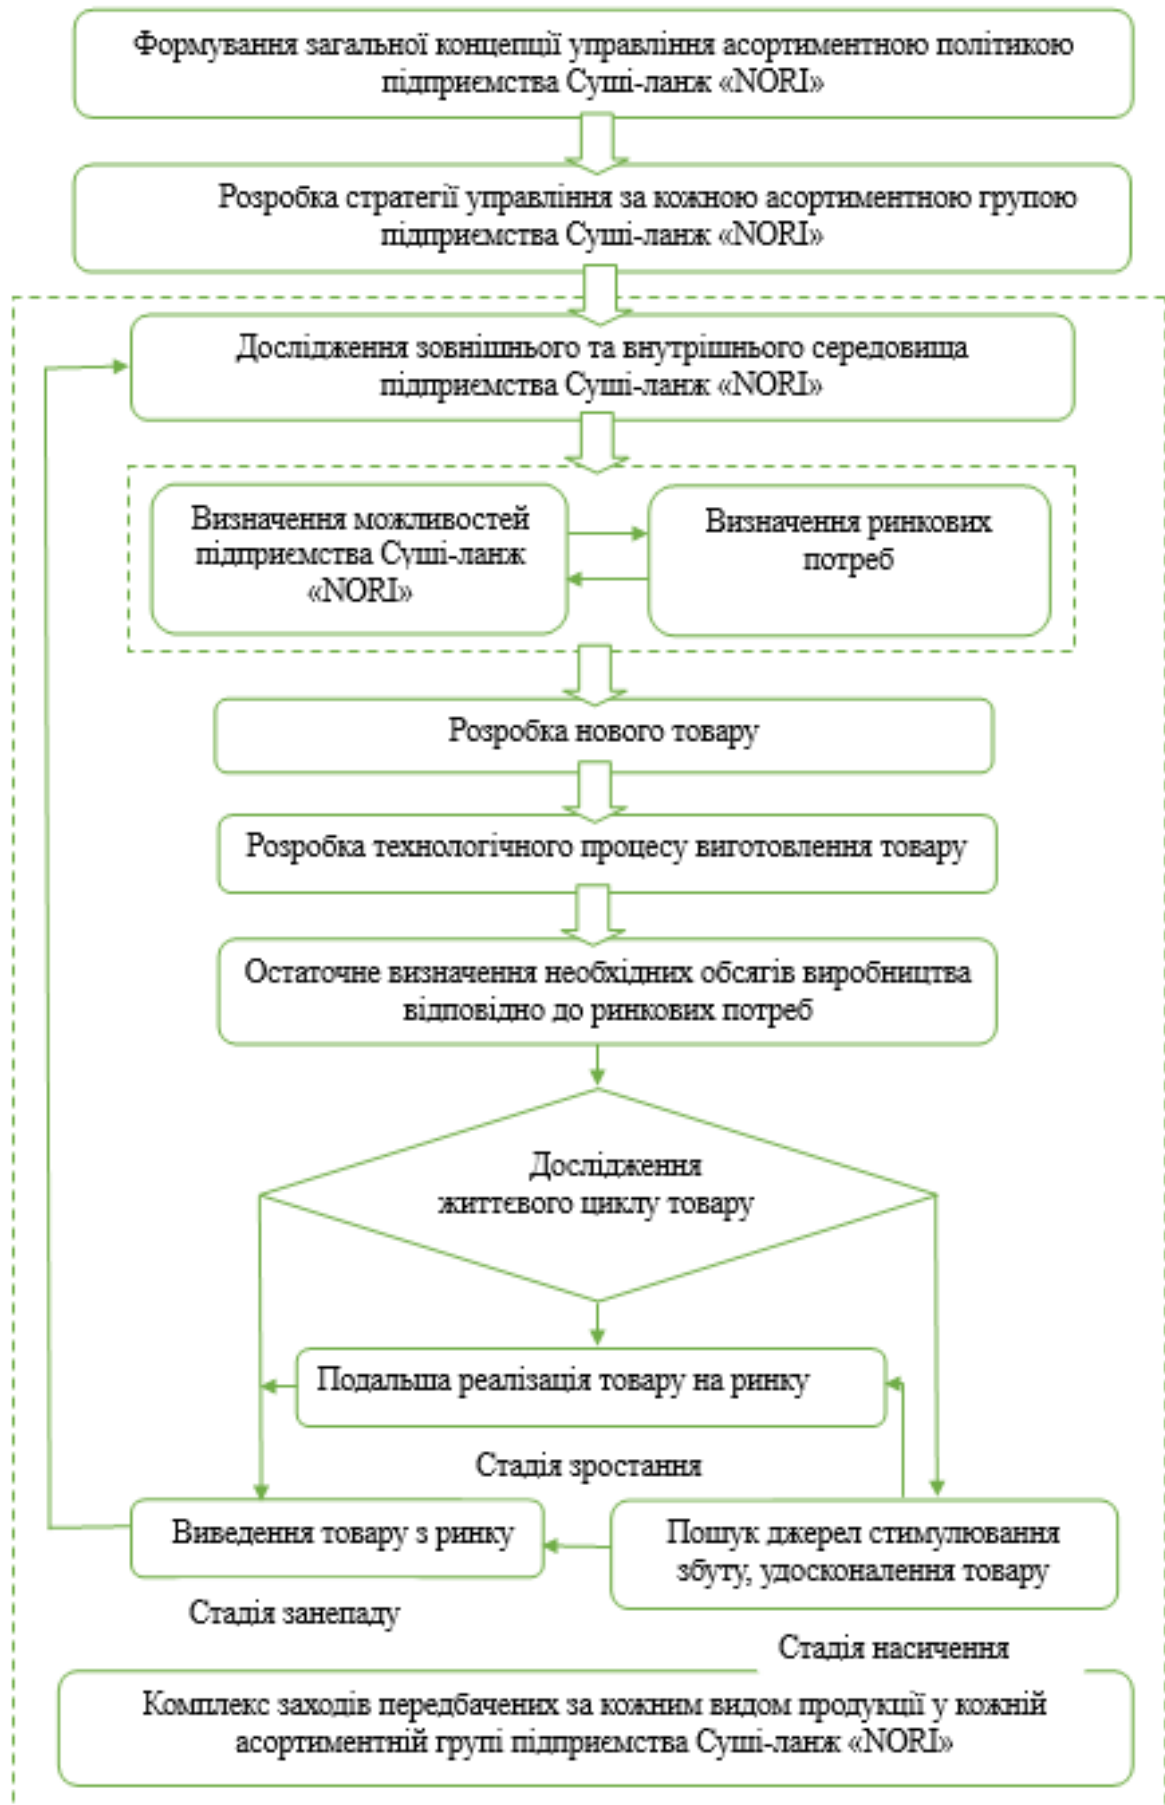 Формування загальної концепції управління асортиментною політикою
підприємства Суші-ланж «NORI»
Розробка стратегії управління за кожною асортиментною групою
підприємства Суші-ланж «NORI»
Дослідження зовнішнього та внутрішнього середовища
підприємства Суші-ланж «NORI»
Визначення можливостей
підприємства Суші-ланж
«NORI»
Визначення ринкових
потреб
Розробка нового товару
Розробка технологічного процесу виготовлення товару
Остаточне визначення необхідних обсягів виробництва
відповідно до ринкових потреб
Дослідження
життєвого циклу товару
Подальша реалізація товару на ринку
Стадія зростання
Виведення товару з ринку
Стадія занепаду
Пошук джерел стимулювання
збуту, удосконалення товару
Стадія насичення
Комплекс заходів передбачених за кожним видом продукції у кожній
асортиментній групі підприємства Суші-ланж «NORI»